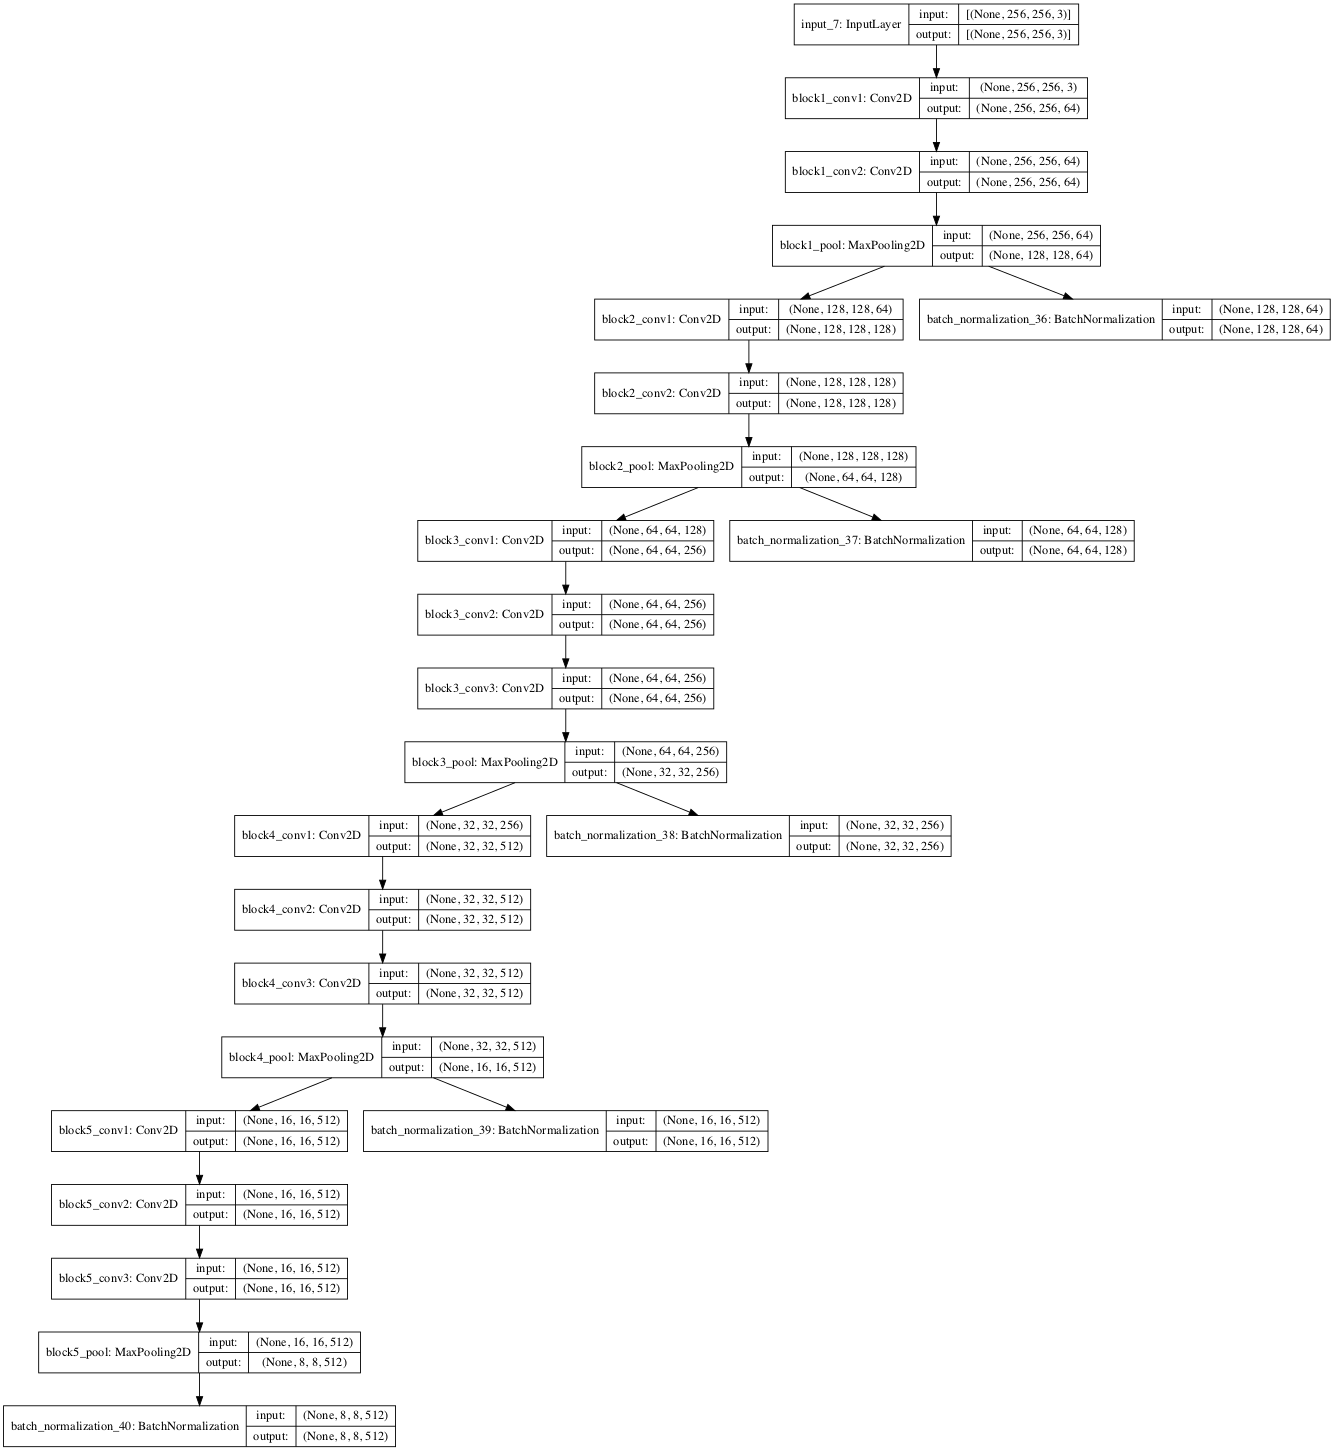 input_7: InputLayer
input: [(None, 256, 256, 3)]
output: [(None, 256, 256, 3)]
block1_conv1: Conv2D
input: (None, 256, 256, 3)
output: (None, 256, 256, 64)
block1_conv2: Conv2D
input: (None, 256, 256, 64)
output: (None, 256, 256, 64)
block1_pool: MaxPooling2D
input: (None, 256, 256, 64)
output: (None, 128, 128, 64)
block2_conv1: Conv2D
input: (None, 128, 128, 64)
output: (None, 128, 128, 128)
batch_normalization_36: BatchNormalization
input: (None, 128, 128, 64)
output: (None, 128, 128, 64)
block2_conv2: Conv2D
input: (None, 128, 128, 128)
output: (None, 128, 128, 128)
block2_pool: MaxPooling2D
input: (None, 128, 128, 128)
output: (None, 64, 64, 128)
block3_conv1: Conv2D
input: (None, 64, 64, 128)
output: (None, 64, 64, 256)
batch_normalization_37: BatchNormalization
input: (None, 64, 64, 128)
output: (None, 64, 64, 128)
block3_conv2: Conv2D
input: (None, 64, 64, 256)
output: (None, 64, 64, 256)
block3_conv3: Conv2D
input: (None, 64, 64, 256)
output: (None, 64, 64, 256)
block3_pool: MaxPooling2D
input: (None, 64, 64, 256)
output: (None, 32, 32, 256)
block4_conv1: Conv2D
input: (None, 32, 32, 256)
output: (None, 32, 32, 512)
batch_normalization_38: BatchNormalization
input: (None, 32, 32, 256)
output: (None, 32, 32, 256)
block4_conv2: Conv2D
input: (None, 32, 32, 512)
output: (None, 32, 32, 512)
block4_conv3: Conv2D
input: (None, 32, 32, 512)
output: (None, 32, 32, 512)
block4_pool: MaxPooling2D
input: (None, 32, 32, 512)
output: (None, 16, 16, 512)
block5_conv1: Conv2D
input: (None, 16, 16, 512)
output: (None, 16, 16, 512)
batch_normalization_39: BatchNormalization
input: (None, 16, 16, 512)
output: (None, 16, 16, 512)
block5_conv2: Conv2D
input: (None, 16, 16, 512)
output: (None, 16, 16, 512)
block5_conv3: Conv2D
input: (None, 16, 16, 512)
output: (None, 16, 16, 512)
block5_pool: MaxPooling2D
input: (None, 16, 16, 512)
output: (None, 8, 8, 512)
batch_normalization_40: BatchNormalization
input: (None, 8, 8, 512)
output: (None, 8, 8, 512)